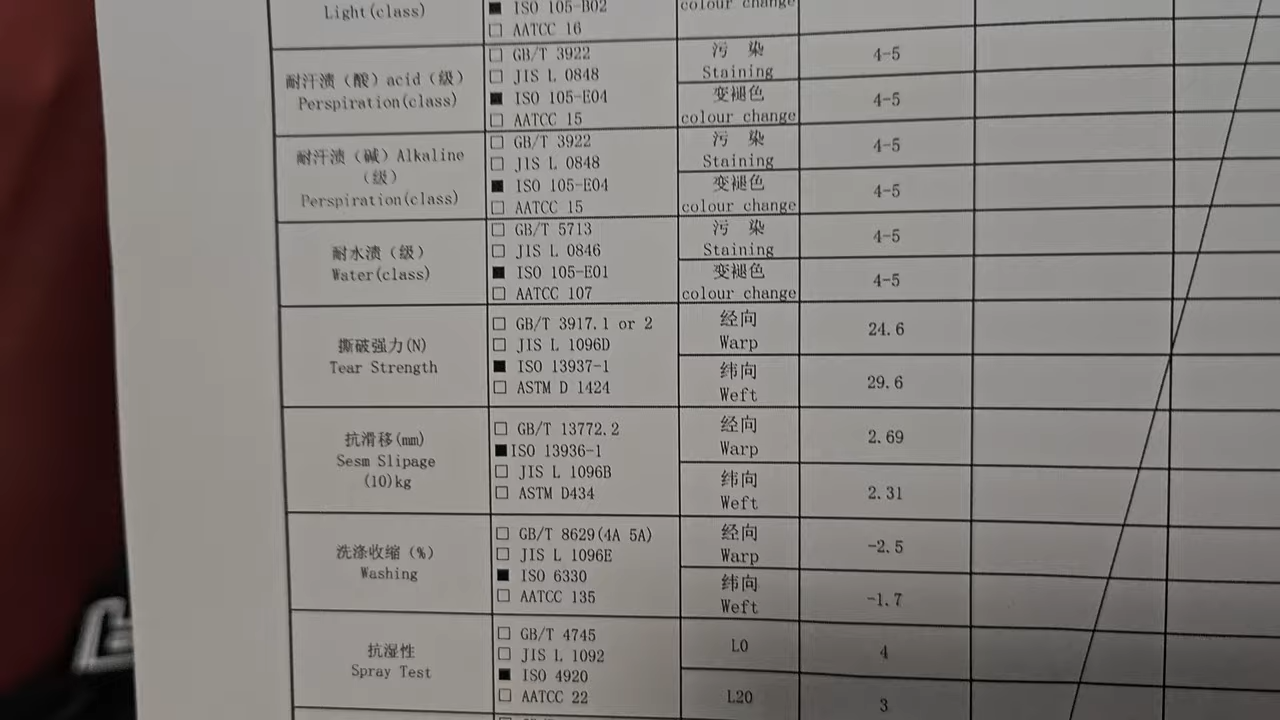 Light(class)
■ ISO 105-B02
□ AATCC 16
colour change
耐汗渍（酸）acid（级）
Perspiration(class)
□ GB/T 3922
□ JIS L 0848
■ ISO 105-E04
□ AATCC 15
污 染
Staining
4-5
变褪色
colour change
4-5
耐汗渍（碱）Alkaline
（级）
Perspiration(class)
□ GB/T 3922
□ JIS L 0848
■ ISO 105-E04
□ AATCC 15
污 染
Staining
4-5
变褪色
colour change
4-5
耐水渍（级）
Water(class)
□ GB/T 5713
□ JIS L 0846
■ ISO 105-E01
□ AATCC 107
污 染
Staining
4-5
变褪色
colour change
4-5
撕破强力(N)
Tear Strength
□ GB/T 3917.1 or 2
□ JIS L 1096D
■ ISO 13937-1
□ ASTM D 1424
经向
Warp
24.6
纬向
Weft
29.6
抗滑移(mm)
Sesm Slipage
(10)kg
□ GB/T 13772.2
■ISO 13936-1
□ JIS L 1096B
□ ASTM D434
经向
Warp
2.69
纬向
Weft
2.31
洗涤收缩（%）
Washing
□ GB/T 8629(4A 5A)
□ JIS L 1096E
■ ISO 6330
□ AATCC 135
经向
Warp
-2.5
纬向
Weft
-1.7
抗湿性
Spray Test
□ GB/T 4745
□ JIS L 1092
■ ISO 4920
□ AATCC 22
L0
4
L20
3